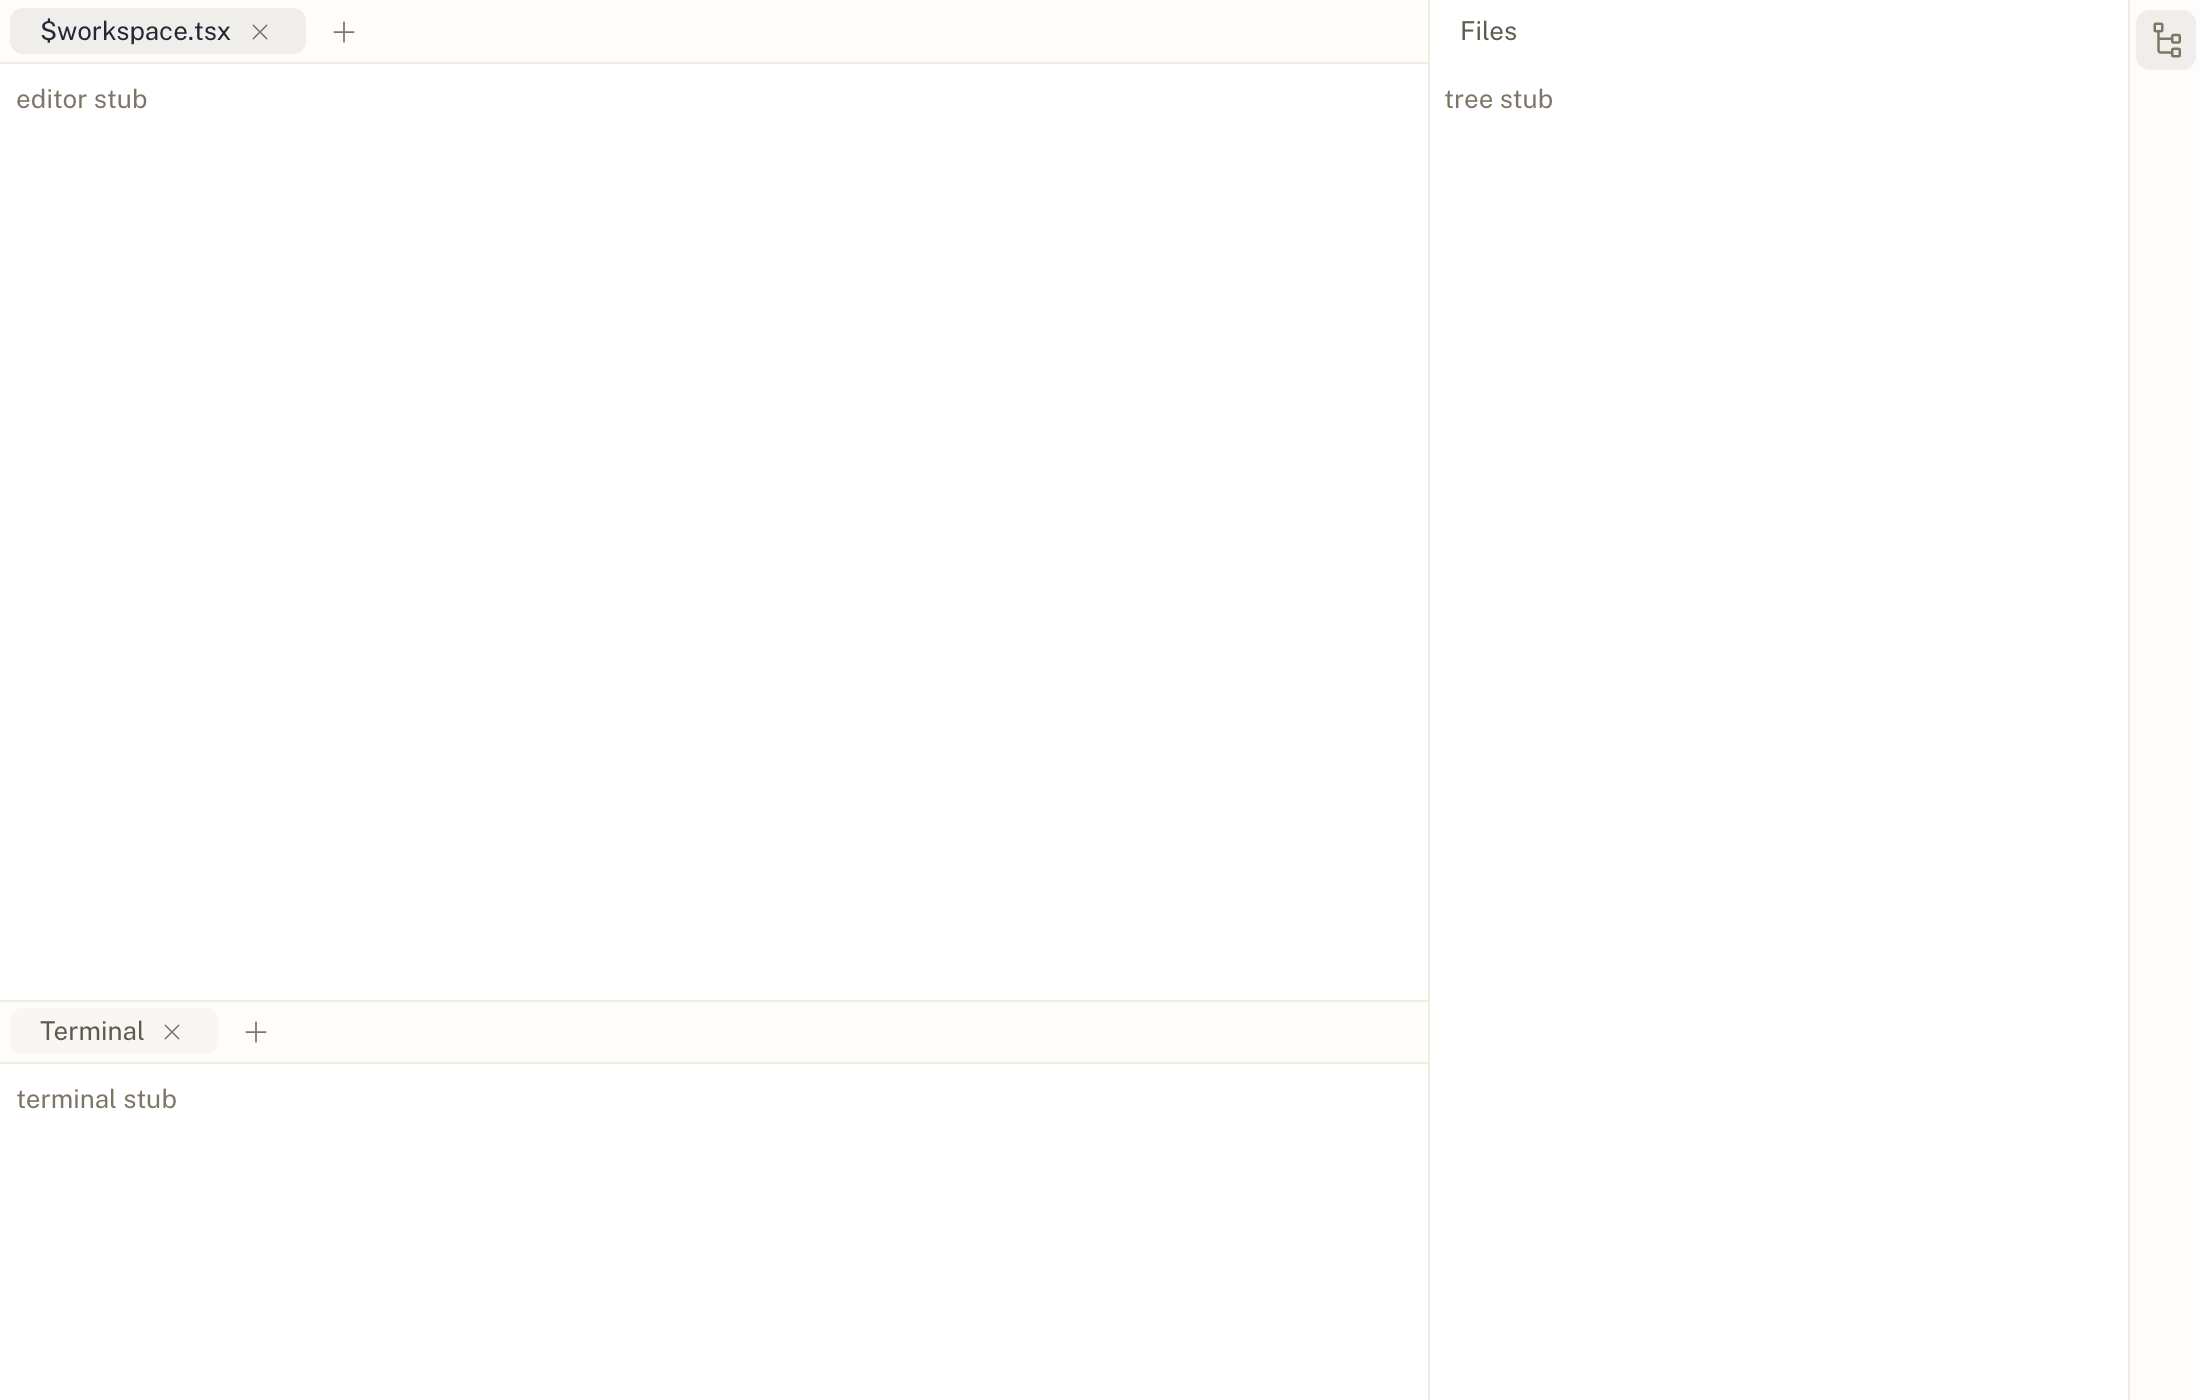 $workspace.tsx
editor stub
Terminal
terminal stub
Files
tree stub